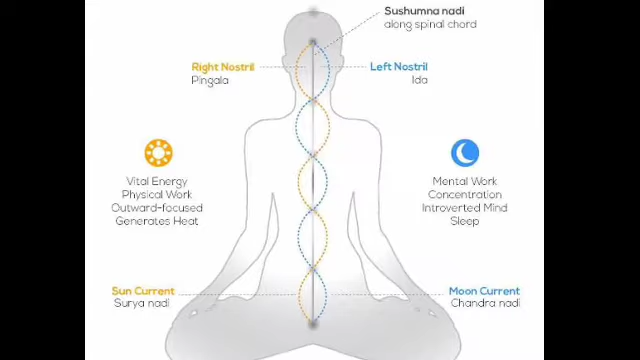 Sushumna nadi
along spinal chord
Right Nostril
Pingala
Left Nostril
Ida
Vital Energy
Physical Work
Outward-focused
Generates Heat
Mental Work
Concentration
Introverted Mind
Sleep
Sun Current
Surya nadi
Moon Current
Chandra nadi